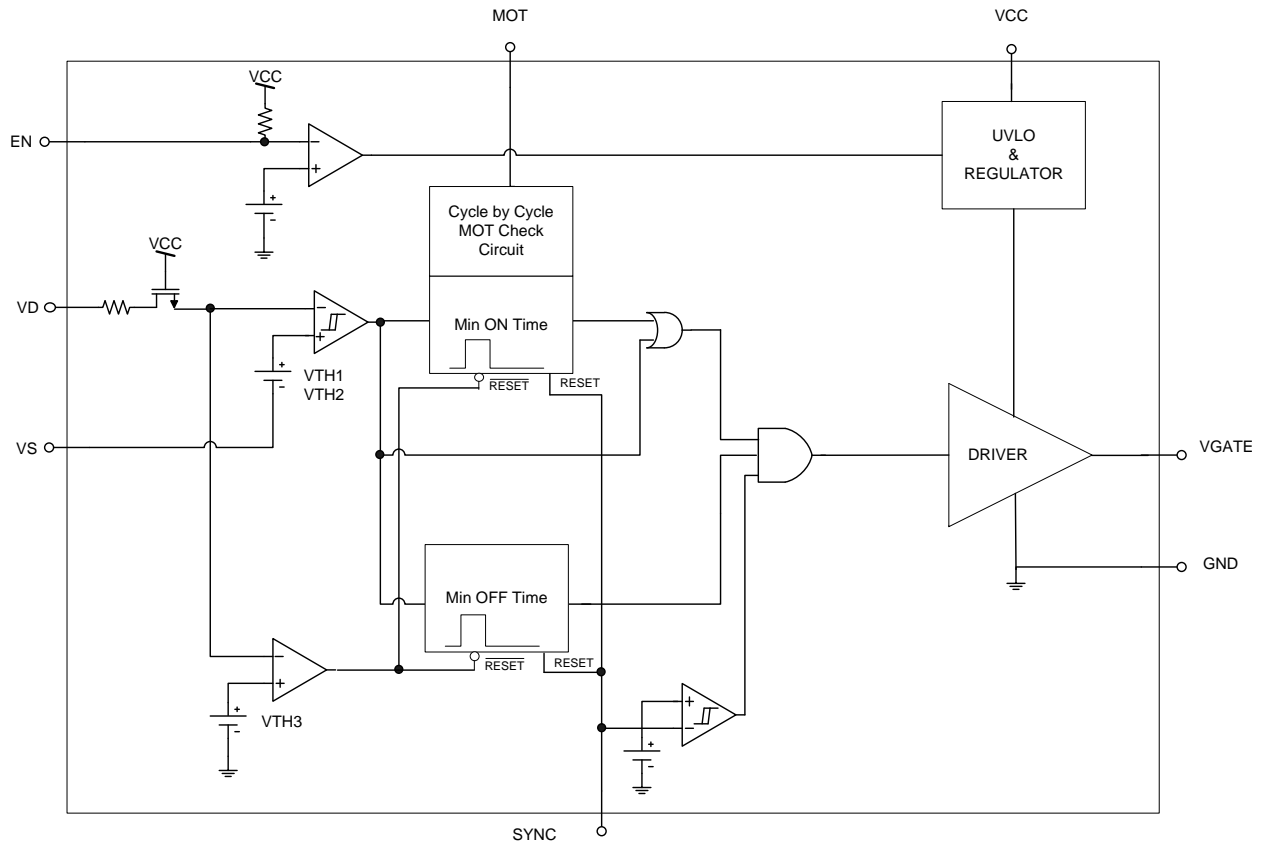 MOT
VCC
VCC
EN
−
+
+
-
UVLO
&
REGULATOR
Cycle by Cycle
MOT Check
Circuit
VCC
VD
−
+
+
-
VTH1
VTH2
Min ON Time
RESET
RESET
VS
DRIVER
VGATE
GND
Min OFF Time
RESET
RESET
−
+
+
-
VTH3
+
−
+
-
SYNC